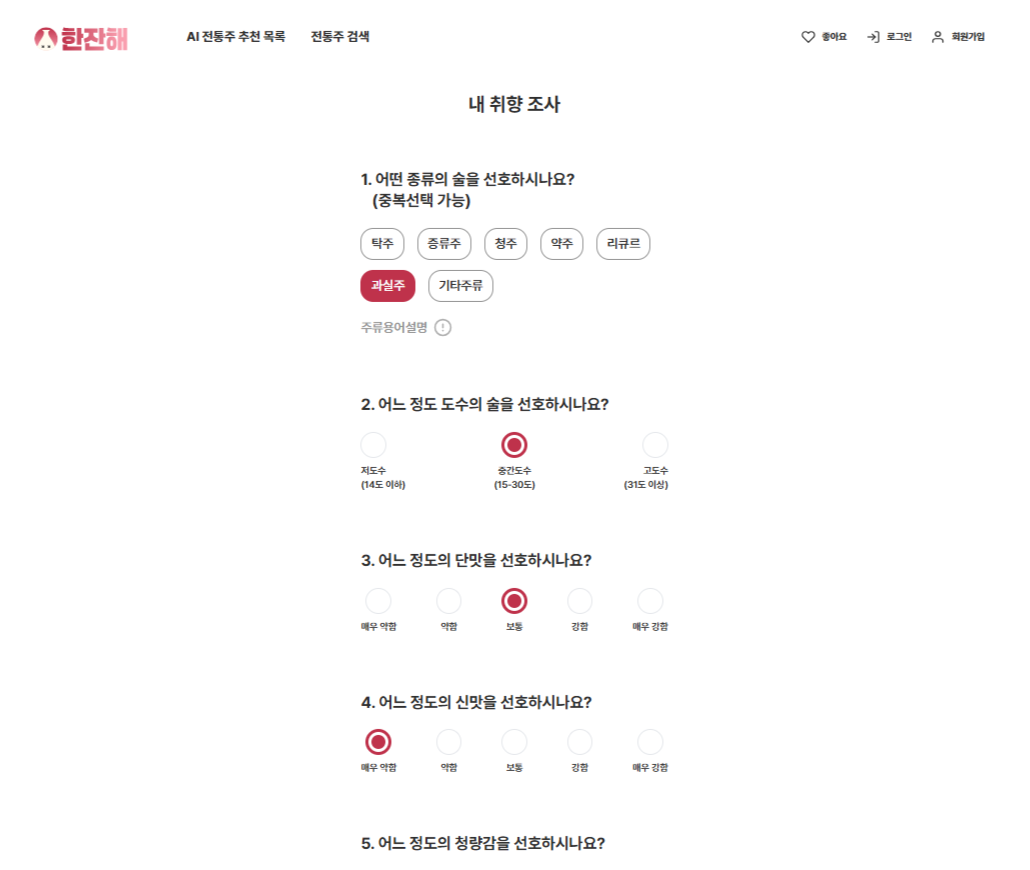 한잔해
AI 전통주 추천 목록 전통주 검색 좋아요 로그인 회원가입
내 취향 조사
1. 어떤 종류의 술을 선호하시나요?
(중복선택 가능)
탁주 증류주 청주 약주 리큐르
과실주 기타주류
주류용어설명 !
2. 어느 정도 도수의 술을 선호하시나요?
저도수 중간도수 고도수
(14도 이하) (15-30도) (31도 이상)
3. 어느 정도의 단맛을 선호하시나요?
매우 약함 약함 보통 강함 매우 강함
4. 어느 정도의 신맛을 선호하시나요?
매우 약함 약함 보통 강함 매우 강함
5. 어느 정도의 청량감을 선호하시나요?